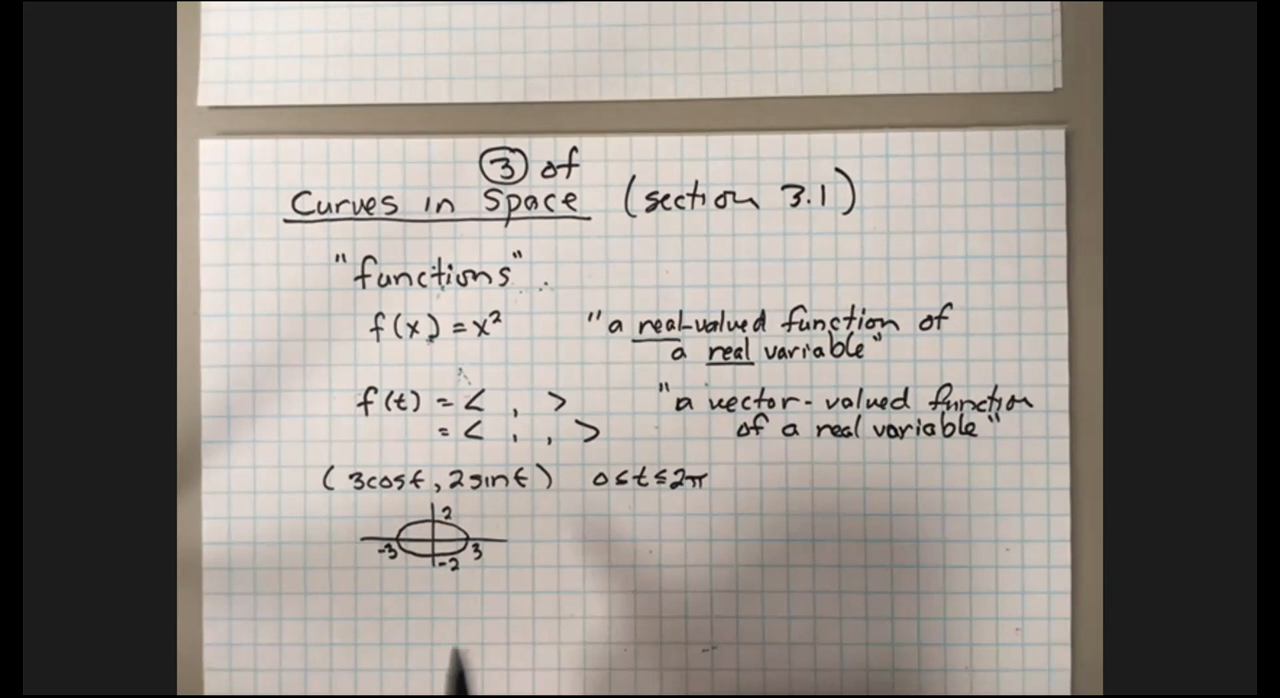 ③ of
Curves in Space (section 3.1)
"functions"
f(x) = x² "a real-valued function of
a real variable"
f(t) = < , > "a vector-valued function
= < , , > of a real variable"
(3cost, 2sint) 0≤t≤2π
2
-3 3
-2